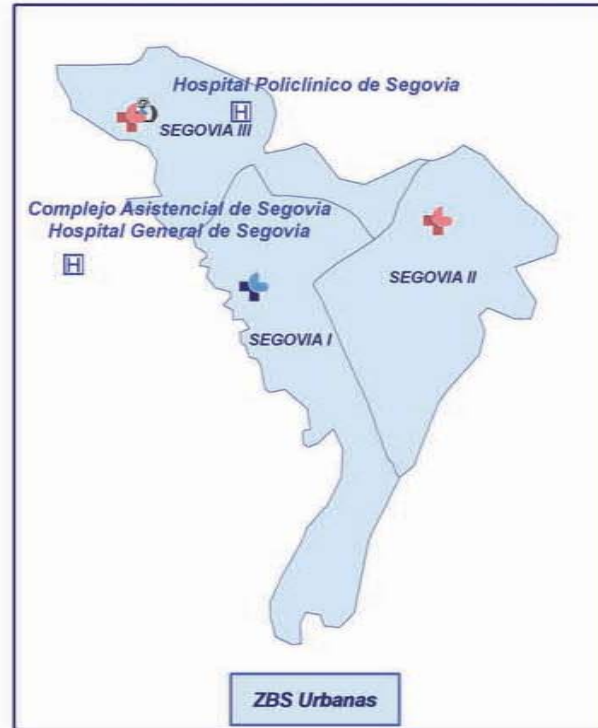 Hospital Policlínico de Segovia
H
SEGOVIA III
Complejo Asistencial de Segovia
Hospital General de Segovia
H
SEGOVIA II
SEGOVIA I
ZBS Urbanas